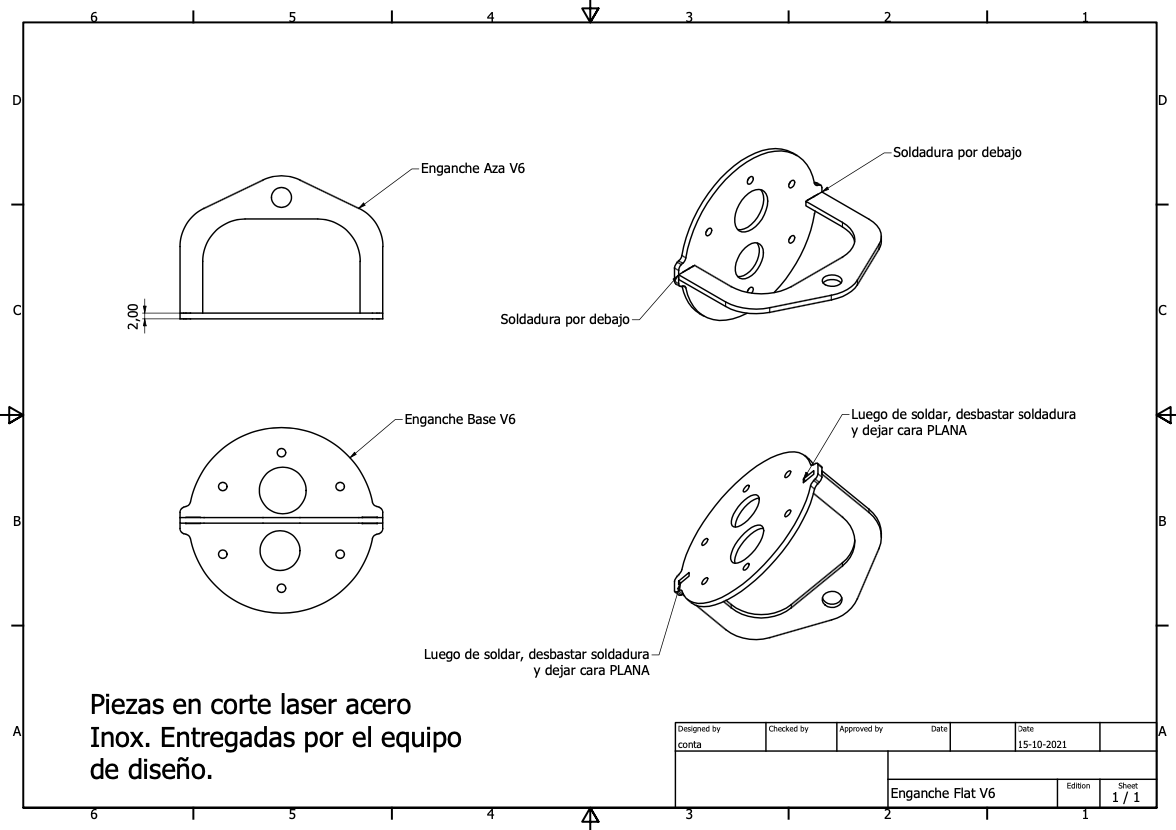 6 5 4 3 2 1
D D
Enganche Aza V6
Soldadura por debajo
2,00
Soldadura por debajo
C C
Enganche Base V6
Luego de soldar, desbastar soldadura
y dejar cara PLANA
B B
Luego de soldar, desbastar soldadura
y dejar cara PLANA
Piezas en corte laser acero
Inox. Entregadas por el equipo
de diseño.
A A
Designed by Checked by Approved by Date Date
conta 15-10-2021
Enganche Flat V6
Edition Sheet
1 / 1
6 5 4 3 2 1